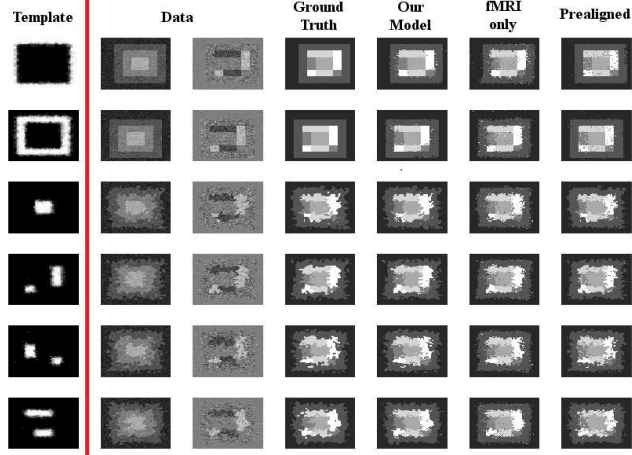 Template
Data
Ground
Truth
Our
Model
fMRI
only
Prealigned